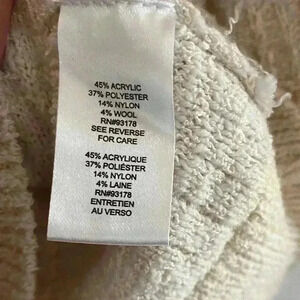 45% ACRYLIC
37% POLYESTER
14% NYLON
4% WOOL
RN#93178
SEE REVERSE
FOR CARE
45% ACRYLIQUE
37% POLIÉSTER
14% NYLON
4% LAINE
RN#93178
ENTRETIEN
AU VERSO